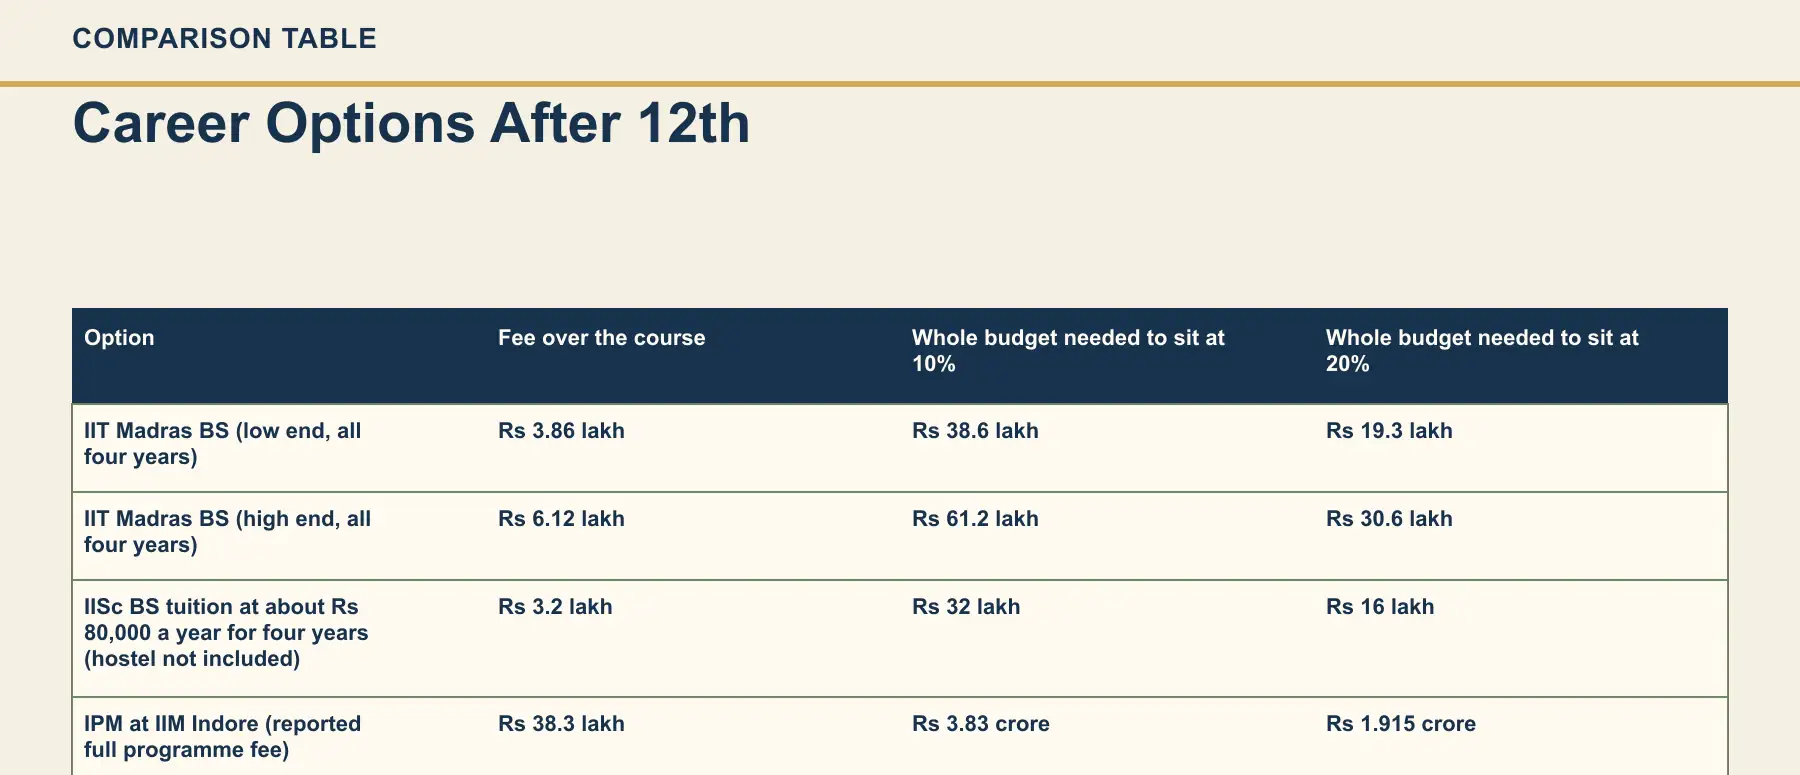 COMPARISON TABLE
Career Options After 12th
Option
Fee over the course
Whole budget needed to sit at
10%
Whole budget needed to sit at
20%
IIT Madras BS (low end, all
four years)
Rs 3.86 lakh
Rs 38.6 lakh
Rs 19.3 lakh
IIT Madras BS (high end, all
four years)
Rs 6.12 lakh
Rs 61.2 lakh
Rs 30.6 lakh
IISc BS tuition at about Rs
80,000 a year for four years
(hostel not included)
Rs 3.2 lakh
Rs 32 lakh
Rs 16 lakh
IPM at IIM Indore (reported
full programme fee)
Rs 38.3 lakh
Rs 3.83 crore
Rs 1.915 crore